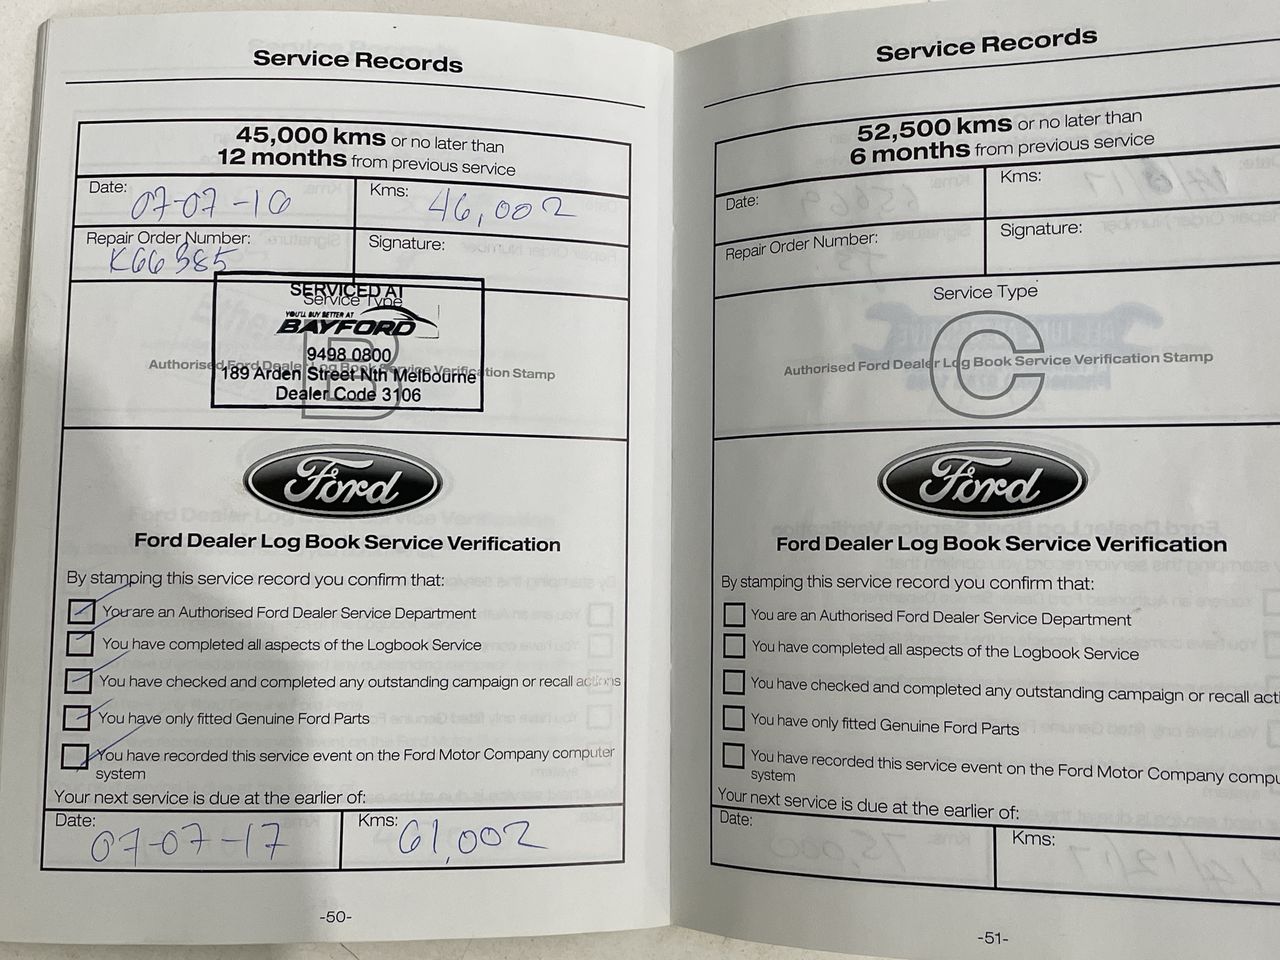 Service Records
45,000 kms or no later than
12 months from previous service
Date: 07-07-16
Kms: 46,002
Repair Order Number: K66385
Signature:
SERVICED AT
Service Type
YOU'LL BUY BETTER AT
BAYFORD
B
9498 0800
Authorised Ford Dealer Log Book Service Verification Stamp
189 Arden Street Nth Melbourne
Dealer Code 3106
Ford
Ford Dealer Log Book Service Verification
By stamping this service record you confirm that:
You are an Authorised Ford Dealer Service Department
You have completed all aspects of the Logbook Service
You have checked and completed any outstanding campaign or recall actions
You have only fitted Genuine Ford Parts
You have recorded this service event on the Ford Motor Company computer
system
Your next service is due at the earlier of:
Date: 07-07-17
Kms: 61,002
-50-
Service Records
52,500 kms or no later than
6 months from previous service
Date:
Kms:
Repair Order Number:
Signature:
Service Type
C
Authorised Ford Dealer Log Book Service Verification Stamp
Ford
Ford Dealer Log Book Service Verification
By stamping this service record you confirm that:
You are an Authorised Ford Dealer Service Department
You have completed all aspects of the Logbook Service
You have checked and completed any outstanding campaign or recall acti
You have only fitted Genuine Ford Parts
You have recorded this service event on the Ford Motor Company compu
system
Your next service is due at the earlier of:
Date:
Kms:
-51-